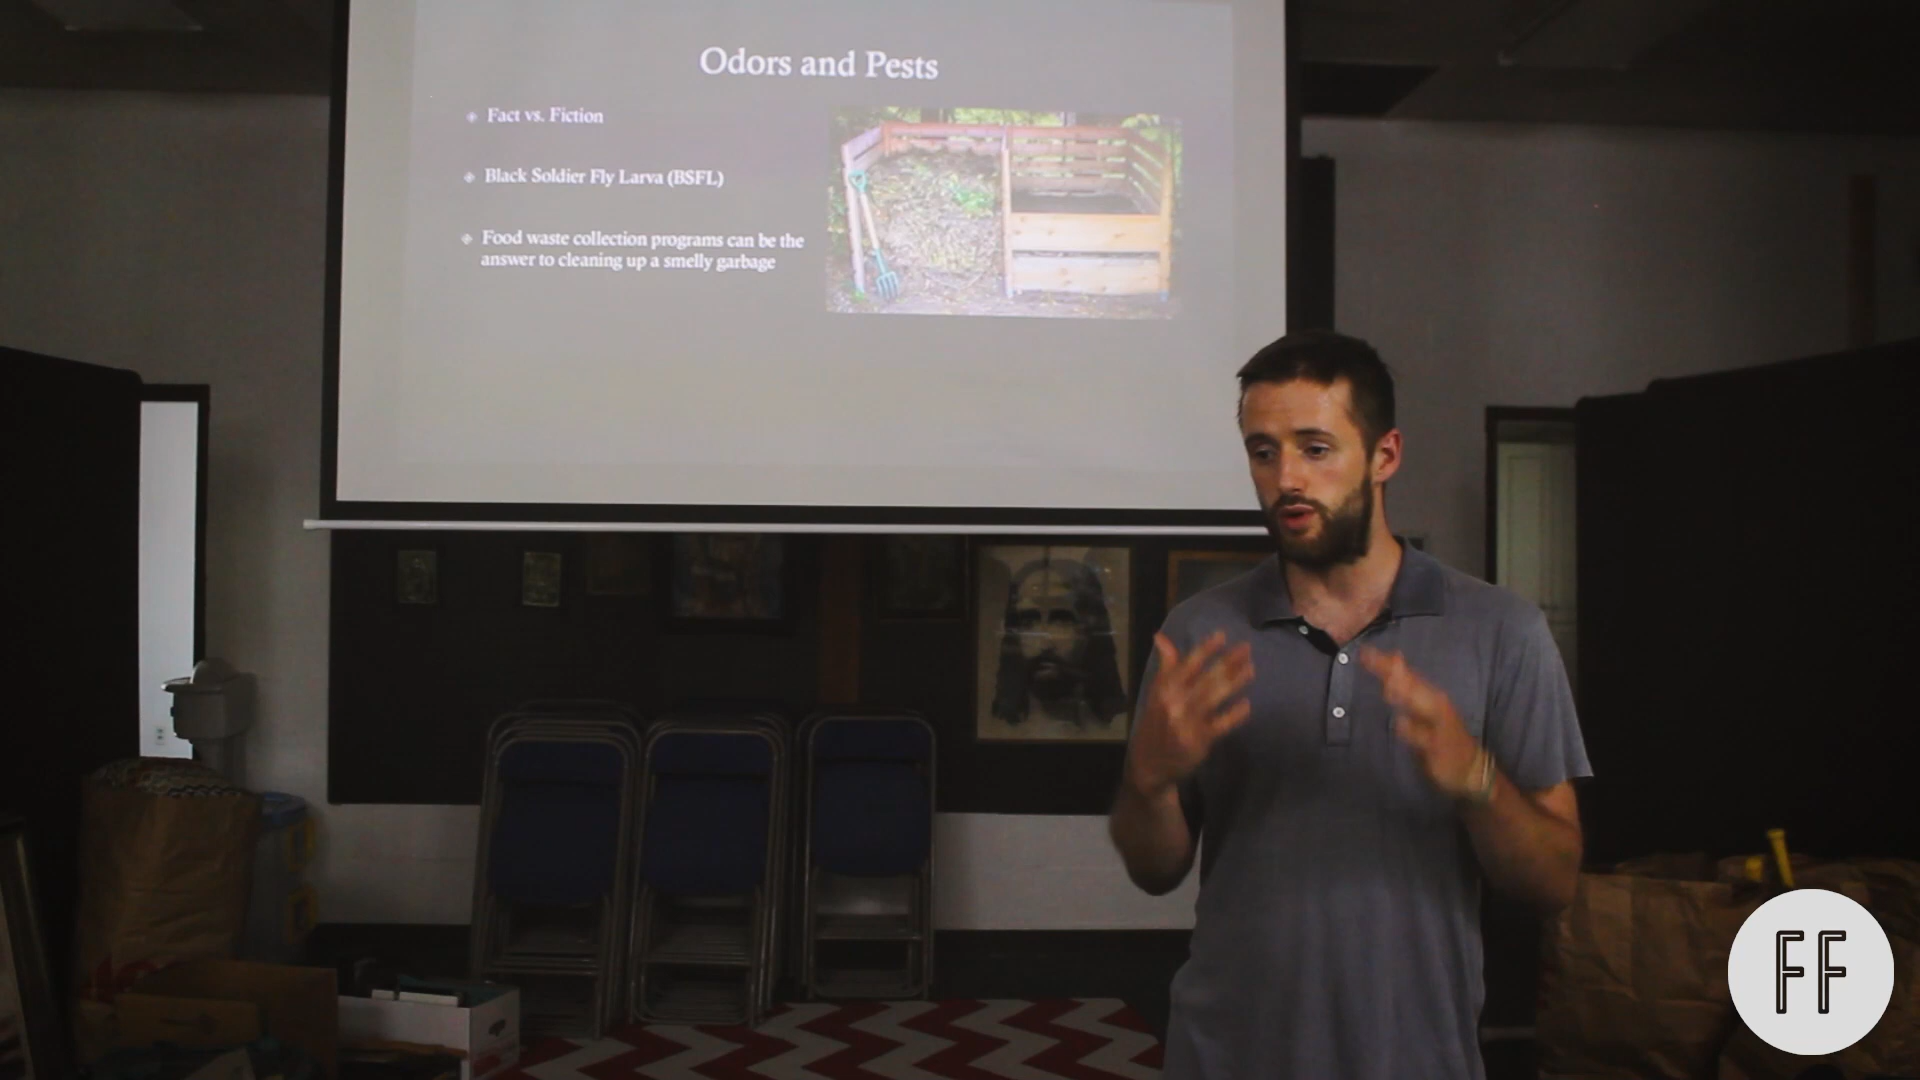 Odors and Pests
Fact vs. Fiction
Black Soldier Fly Larva (BSFL)
Food waste collection programs can be the
answer to cleaning up a smelly garbage
FF